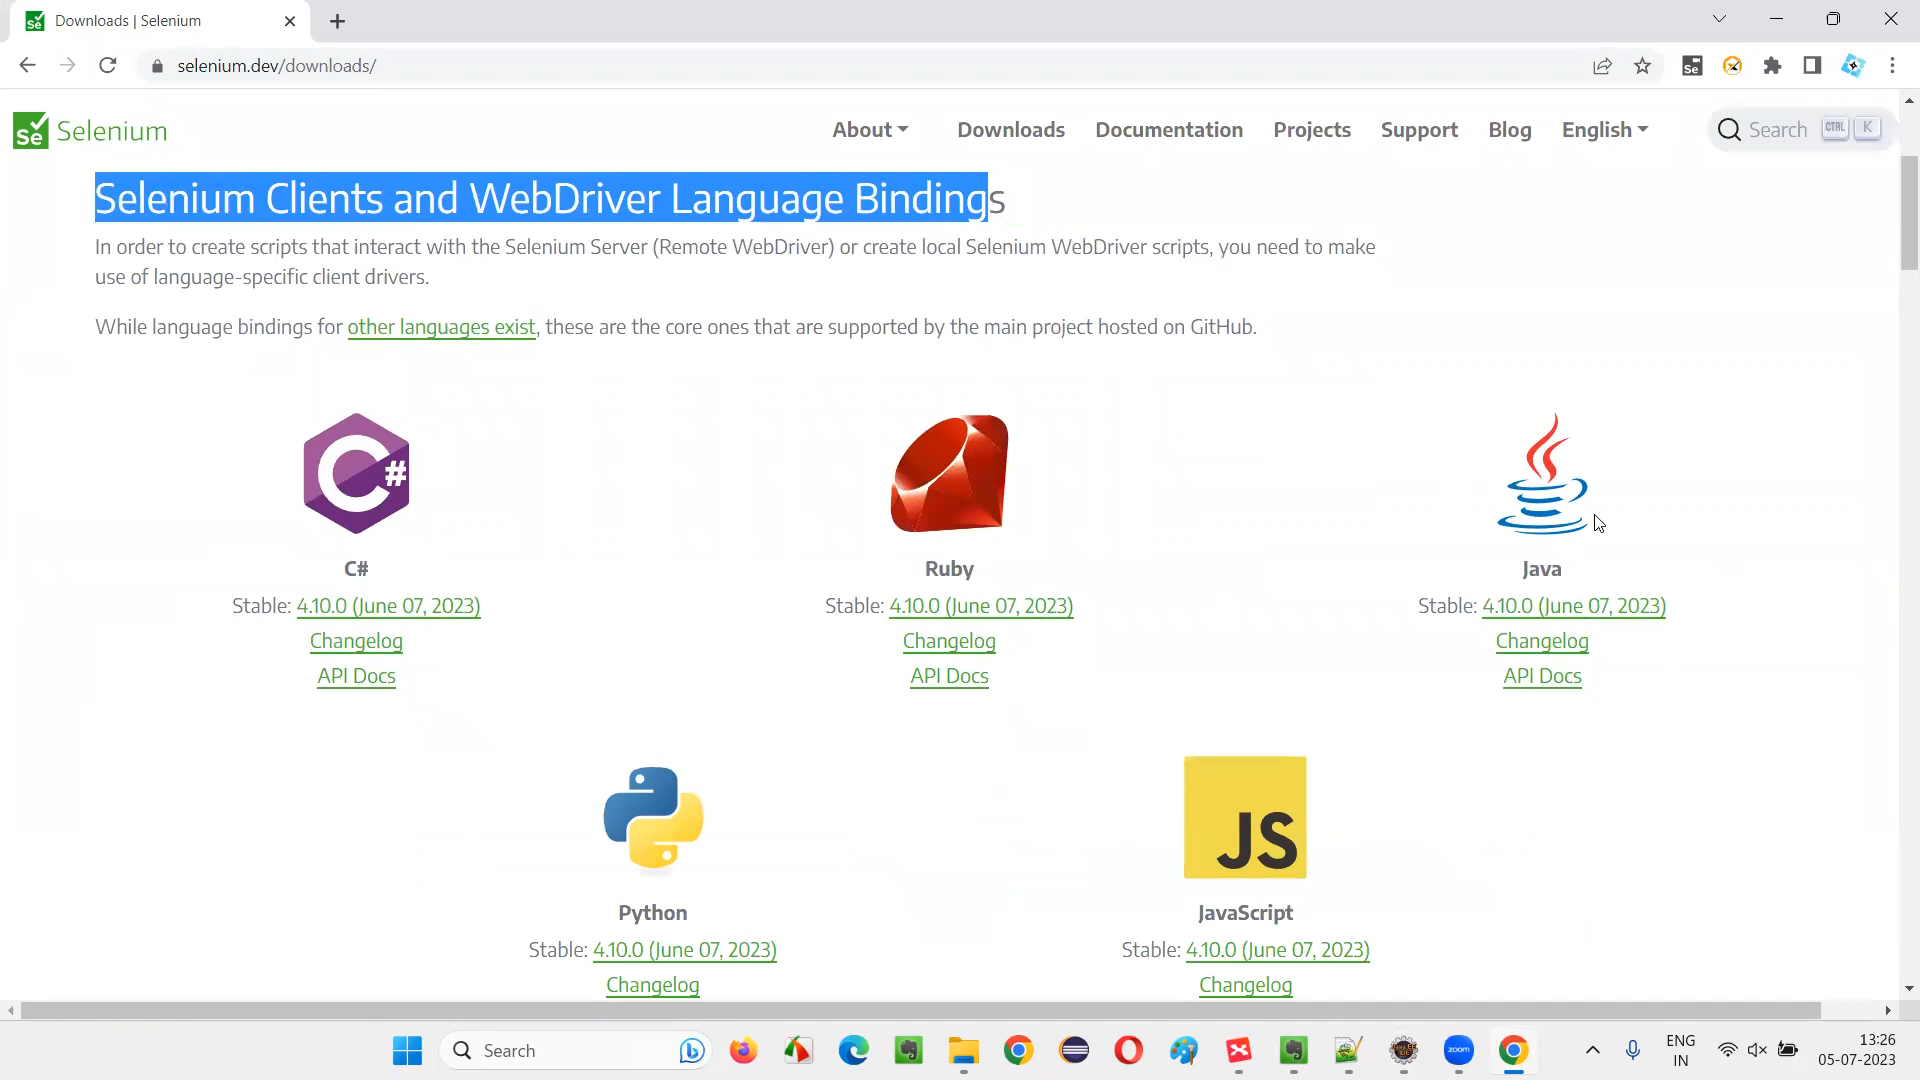 Downloads | Selenium
selenium.dev/downloads/
Se Selenium
About Downloads Documentation Projects Support Blog English Search CTRL K
Selenium Clients and WebDriver Language Bindings
In order to create scripts that interact with the Selenium Server (Remote WebDriver) or create local Selenium WebDriver scripts, you need to make
use of language-specific client drivers.
While language bindings for other languages exist, these are the core ones that are supported by the main project hosted on GitHub.
C#
C# Ruby Java
Stable: 4.10.0 (June 07, 2023) Stable: 4.10.0 (June 07, 2023) Stable: 4.10.0 (June 07, 2023)
Changelog Changelog Changelog
API Docs API Docs API Docs
JS
Python JavaScript
Stable: 4.10.0 (June 07, 2023) Stable: 4.10.0 (June 07, 2023)
Changelog Changelog
Search zoom ENG 13:26
IN 05-07-2023